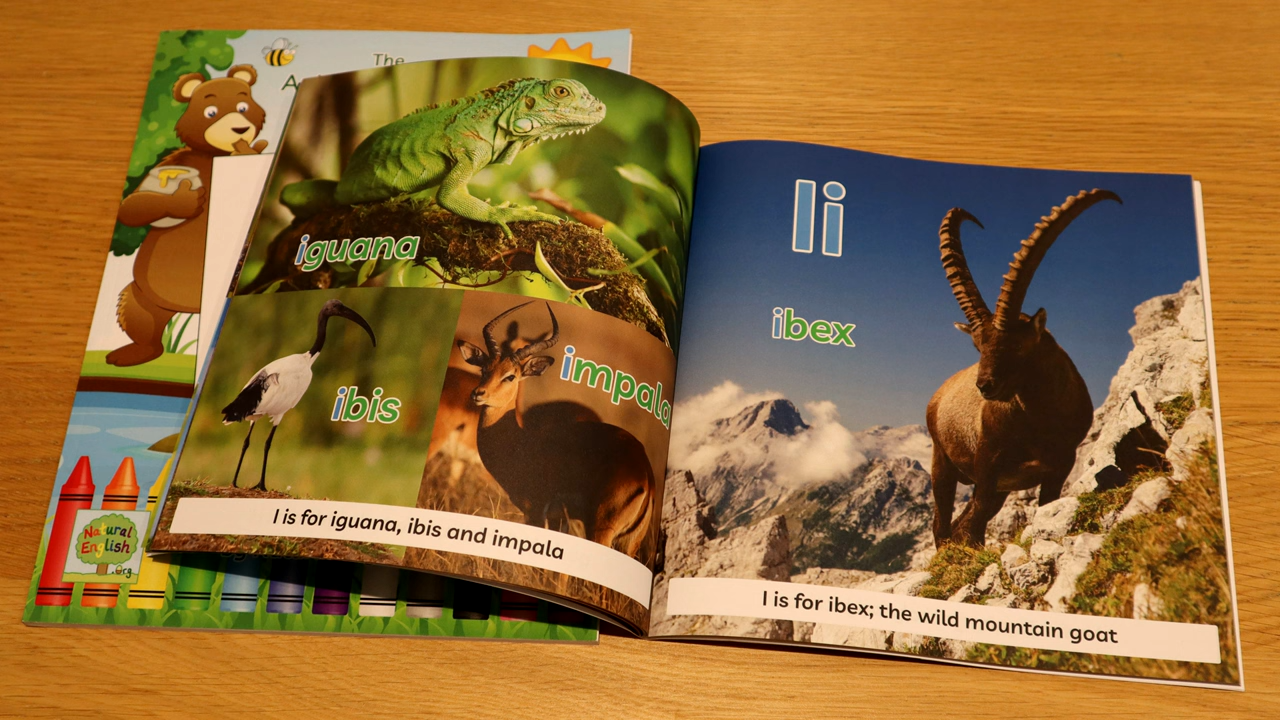 The
iguana
ibis
impala
I is for iguana, ibis and impala
Ii
ibex
I is for ibex; the wild mountain goat
Natural
English
.Org